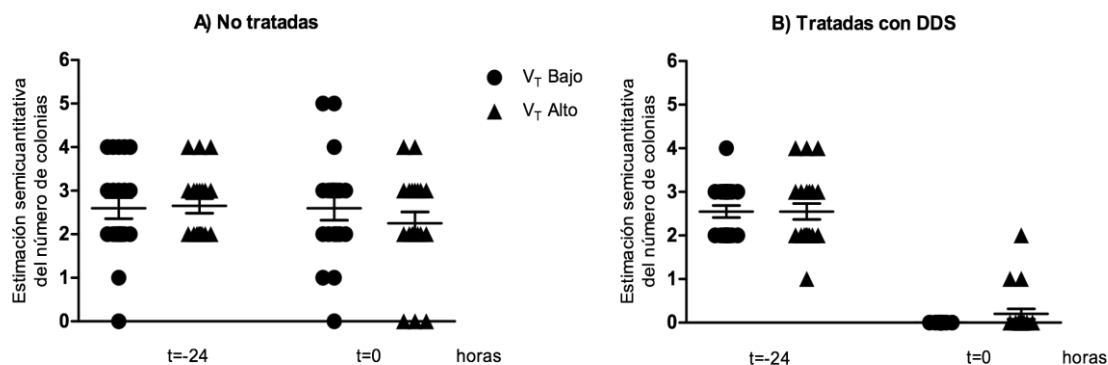 A) No tratadas
Estimación semicuantitativa
del número de colonias
6
5
4
3
2
1
0
t=-24
t=0
horas
V_T Bajo
V_T Alto
B) Tratadas con DDS
Estimación semicuantitativa
del número de colonias
6
5
4
3
2
1
0
t=-24
t=0
horas